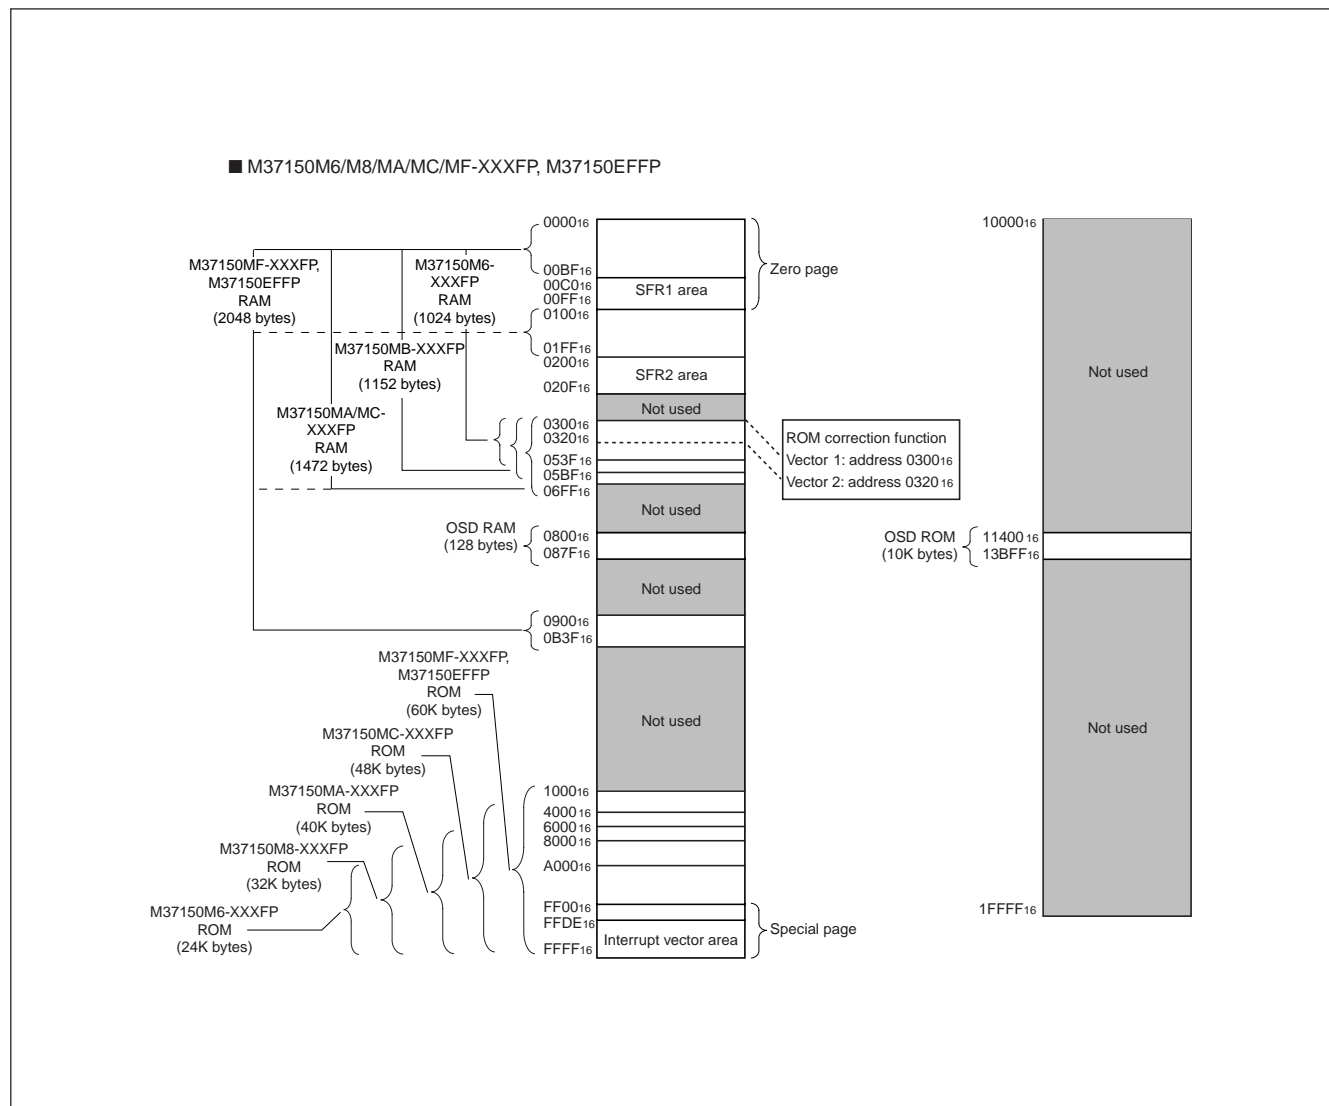 ■ M37150M6/M8/MA/MC/MF-XXXFP, M37150EFFP
M37150MF-XXXFP,
M37150EFFP
RAM
(2048 bytes)
M37150M6-
XXXFP
RAM
(1024 bytes)
M37150MB-XXXFP
RAM
(1152 bytes)
M37150MA/MC-
XXXFP
RAM
(1472 bytes)
OSD RAM
(128 bytes)
M37150MF-XXXFP,
M37150EFFP
ROM
(60K bytes)
M37150MC-XXXFP
ROM
(48K bytes)
M37150MA-XXXFP
ROM
(40K bytes)
M37150M8-XXXFP
ROM
(32K bytes)
M37150M6-XXXFP
ROM
(24K bytes)
000016
00BF16
00C016
00FF16
010016
01FF16
020016
020F16
030016
032016
053F16
05BF16
06FF16
080016
087F16
090016
0B3F16
100016
400016
600016
800016
A00016
FF0016
FFDE16
FFFF16
SFR1 area
SFR2 area
Not used
Not used
Not used
Not used
Interrupt vector area
Zero page
ROM correction function
Vector 1: address 030016
Vector 2: address 032016
Special page
1000016
OSD ROM
(10K bytes)
1140016
13BFF16
1FFFF16
Not used
Not used